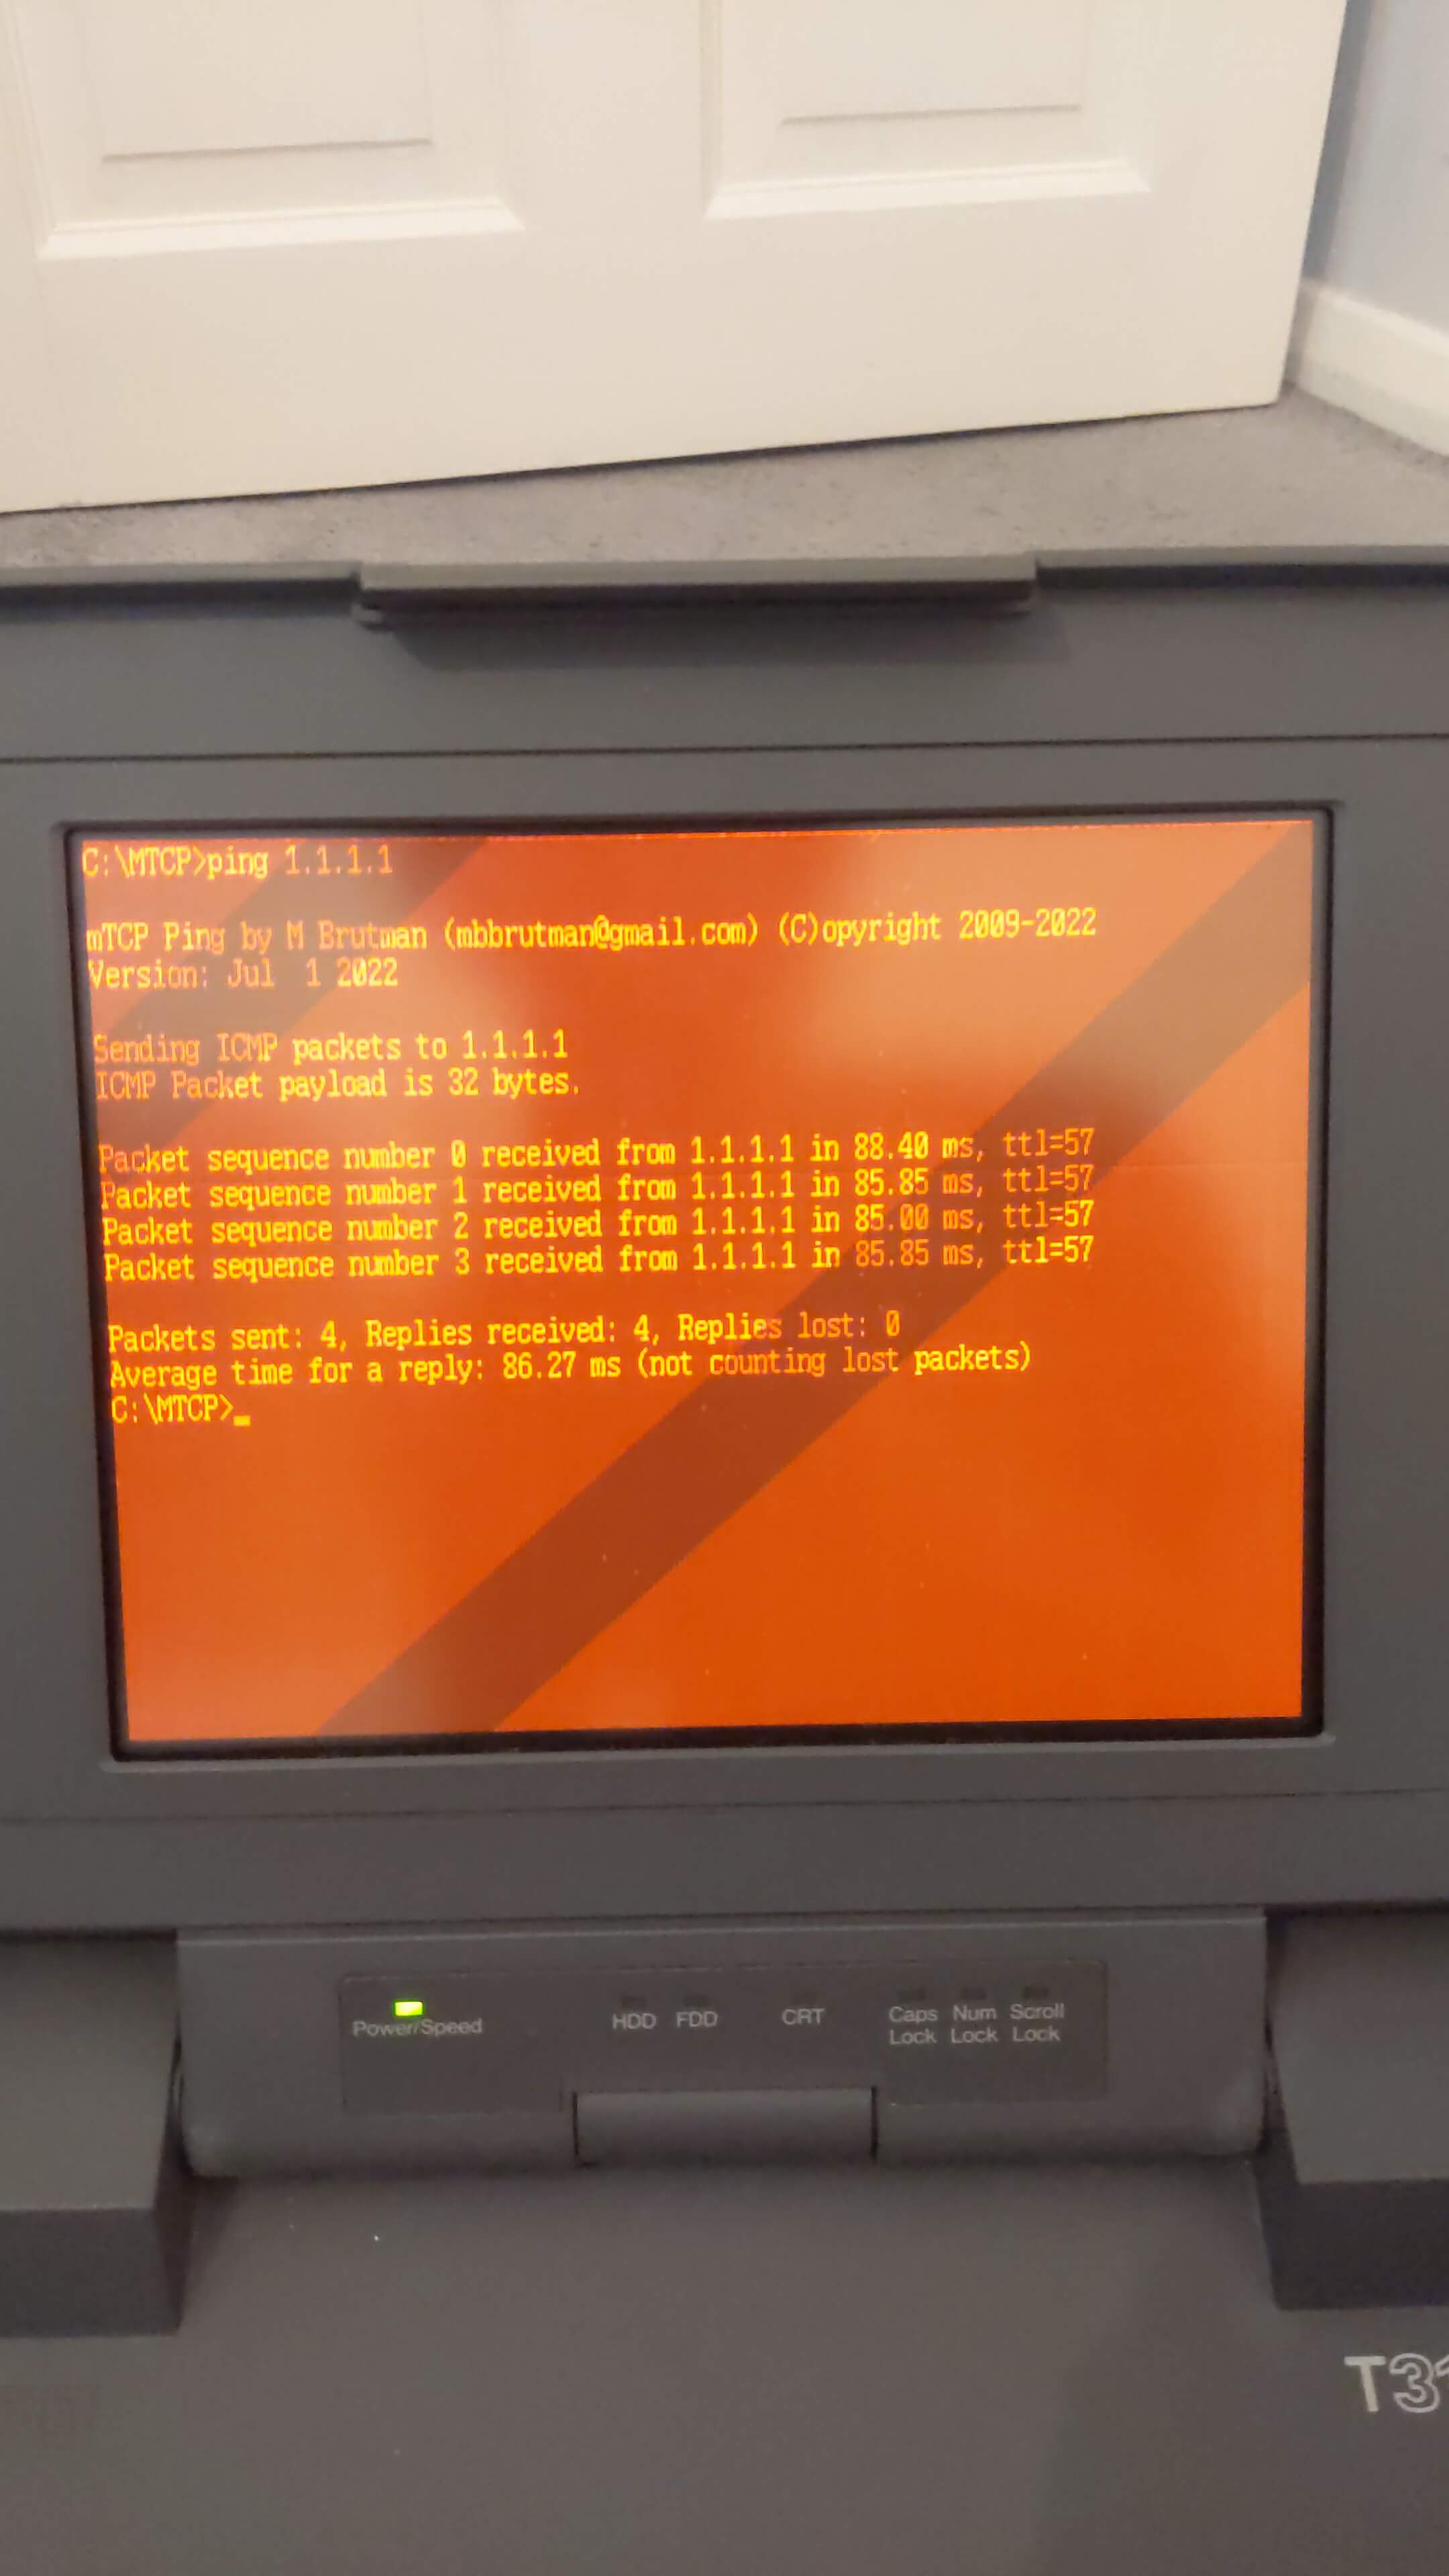 C:\MTCP>ping 1.1.1.1
mTCP Ping by M Brutman (mbbrutman@gmail.com) (C)opyright 2009-2022
Version: Jul  1 2022
Sending ICMP packets to 1.1.1.1
ICMP Packet payload is 32 bytes.
Packet sequence number 0 received from 1.1.1.1 in 88.40 ms, ttl=57
Packet sequence number 1 received from 1.1.1.1 in 85.85 ms, ttl=57
Packet sequence number 2 received from 1.1.1.1 in 85.00 ms, ttl=57
Packet sequence number 3 received from 1.1.1.1 in 85.85 ms, ttl=57
Packets sent: 4, Replies received: 4, Replies lost: 0
Average time for a reply: 86.27 ms (not counting lost packets)
C:\MTCP>_
Power/Speed HDD FDD CRT Caps Lock Num Lock Scroll Lock